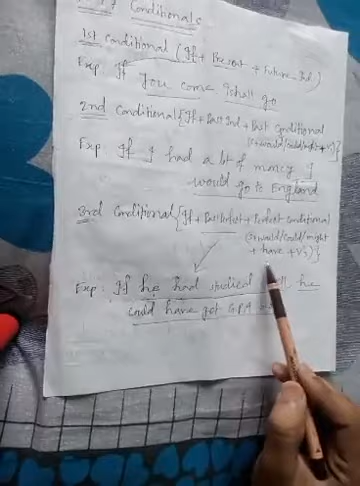 Conditionals
1st conditional (If + Present + Future Ind)
Exp: If
you come I shall go
2nd Conditional {If + Past Ind + Past Conditional
(S+would/could/might+V1)}
Exp: If I had a lot of money I
would go to England
3rd Conditional {If + Past Perfect + Perfect conditional)
(S+would/could/might
+ have + V3)}
Exp: If he had studied he
could have got G.P.A